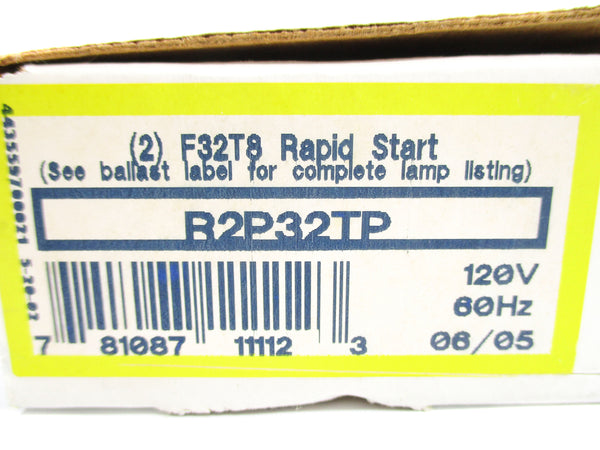 (2) F32T8 Rapid Start
(See ballast label for complete lamp listing)
R2P32TP
120V
60Hz
7 81087 11112 3
06/05